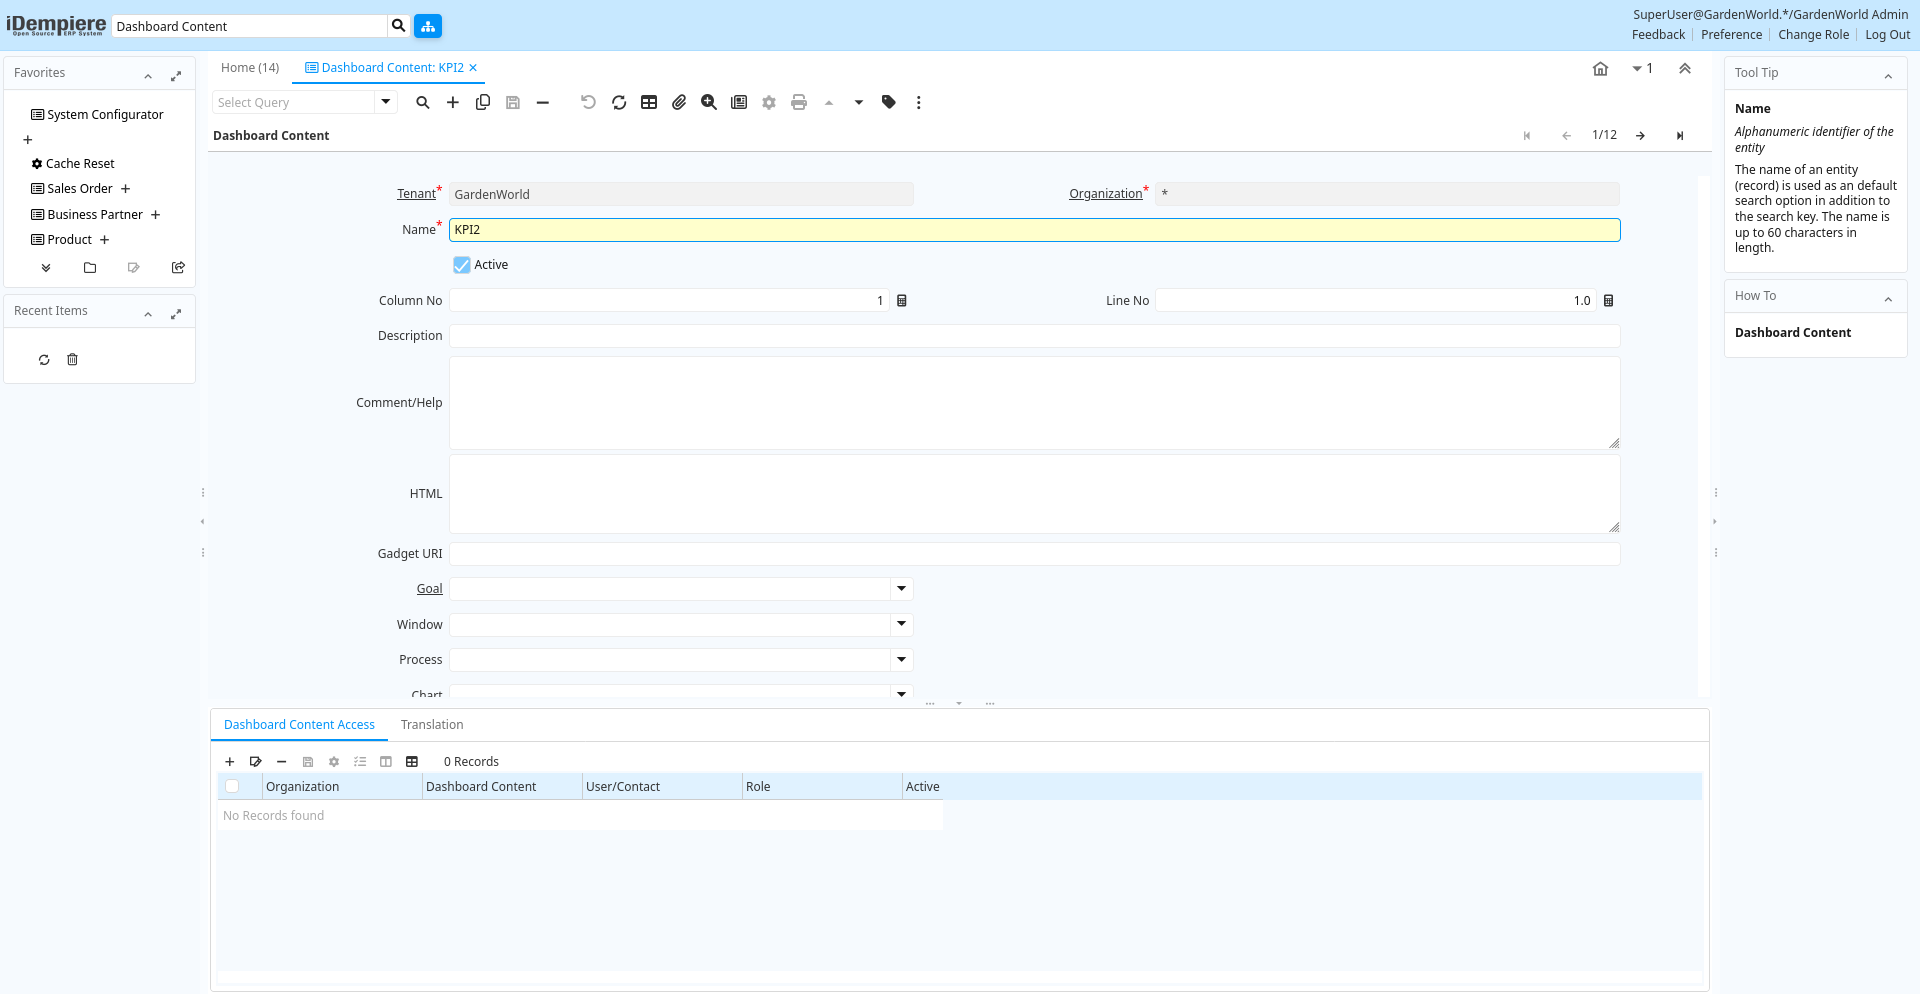 iDempiere
Open Source ERP System
Dashboard Content
SuperUser@GardenWorld.*/GardenWorld Admin
Feedback
Preference
Change Role
Log Out
Favorites
System Configurator
Cache Reset
Sales Order
Business Partner
Product
Recent Items
Home (14)
Dashboard Content: KPI2
1
Select Query
Dashboard Content
1/12
Tenant*
GardenWorld
Organization*
*
Name*
KPI2
Active
Column No
1
Line No
1.0
Description
Comment/Help
HTML
Gadget URI
Goal
Window
Process
Chart
Dashboard Content Access
Translation
0 Records
Organization
Dashboard Content
User/Contact
Role
Active
No Records found
Tool Tip
Name
Alphanumeric identifier of the
entity
The name of an entity
(record) is used as an default
search option in addition to
the search key. The name is
up to 60 characters in
length.
How To
Dashboard Content